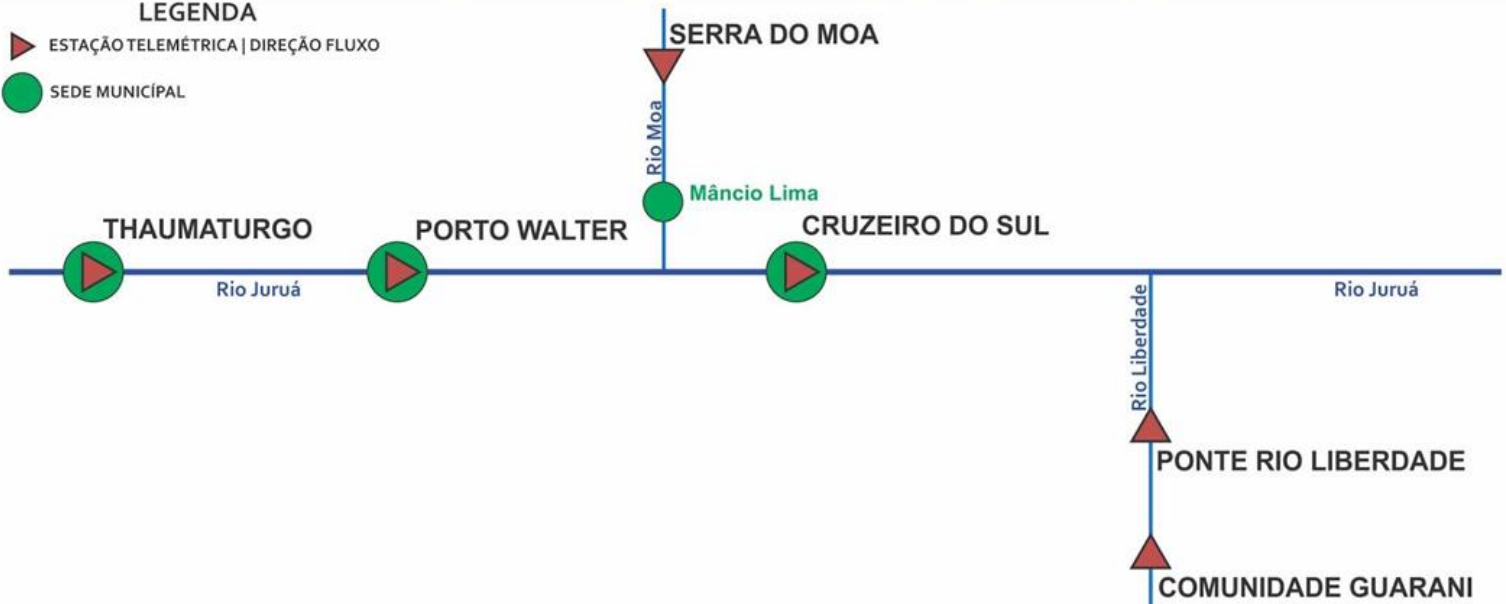 LEGENDA
ESTAÇÃO TELEMÉTRICA | DIREÇÃO FLUXO
SEDE MUNICÍPAL
SERRA DO MOA
Rio Moa
Mâncio Lima
THAUMATURGO
PORTO WALTER
CRUZEIRO DO SUL
Rio Juruá
Rio Juruá
Rio Liberdade
PONTE RIO LIBERDADE
COMUNIDADE GUARANI